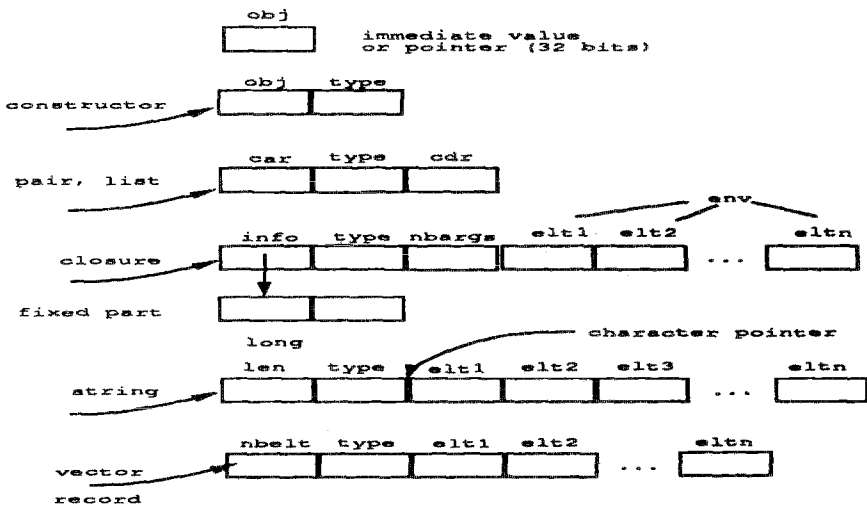 obj
immediate value
or pointer (32 bits)
obj type
constructor
car type cdr
pair, list
env
info type nbargs elt1 elt2 eltn
closure ...
fixed part
long
character pointer
len type elt1 elt2 elt3 eltn
string ...
nbelt type elt1 elt2 eltn
vector ...
record